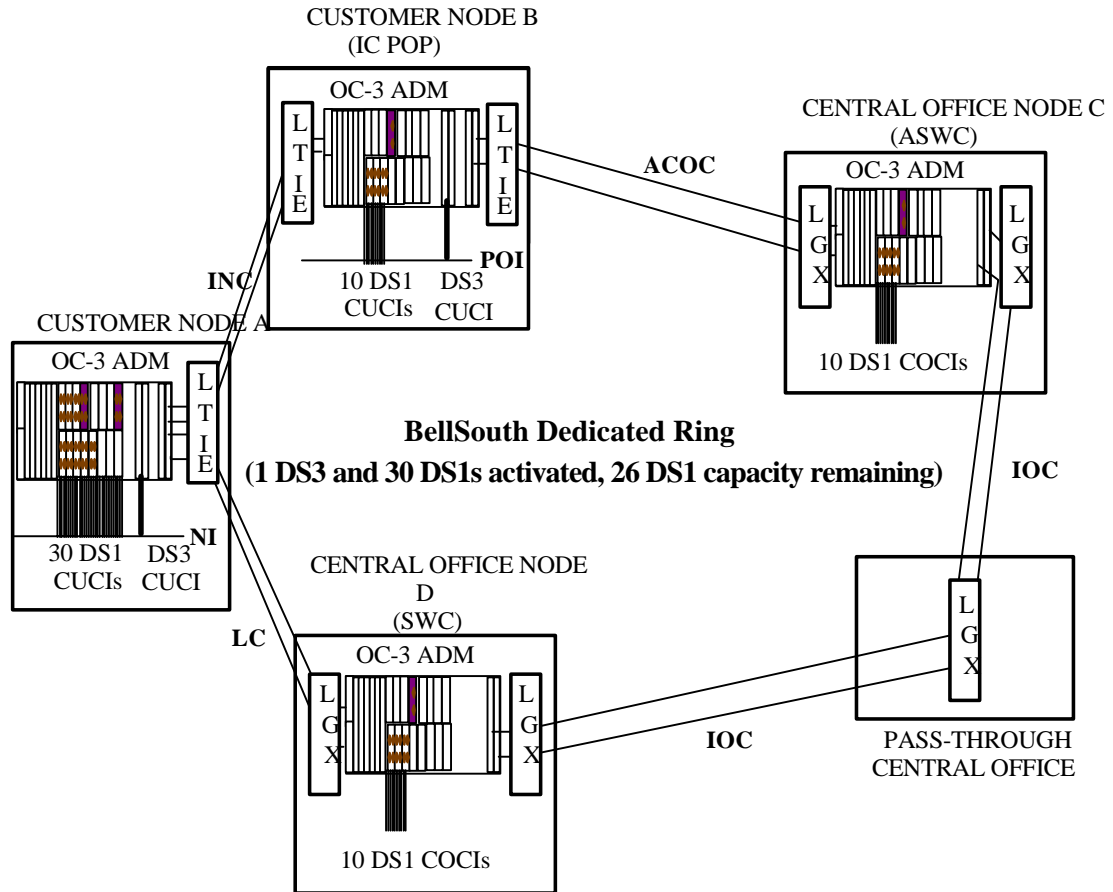 CUSTOMER NODE B
(IC POP)
OC-3 ADM
L
T
IE
L
T
IE
10 DS1
CUCIs
DS3
CUCI
POI
ACOC
CENTRAL OFFICE NODE C
(ASWC)
OC-3 ADM
L
G
X
L
G
X
10 DS1 COCIs
INC
CUSTOMER NODE A
OC-3 ADM
L
T
IE
30 DS1
CUCIs
DS3
CUCI
NI
BellSouth Dedicated Ring
(1 DS3 and 30 DS1s activated, 26 DS1 capacity remaining)
IOC
LC
CENTRAL OFFICE NODE
D
(SWC)
OC-3 ADM
L
G
X
L
G
X
10 DS1 COCIs
IOC
L
G
X
PASS-THROUGH
CENTRAL OFFICE